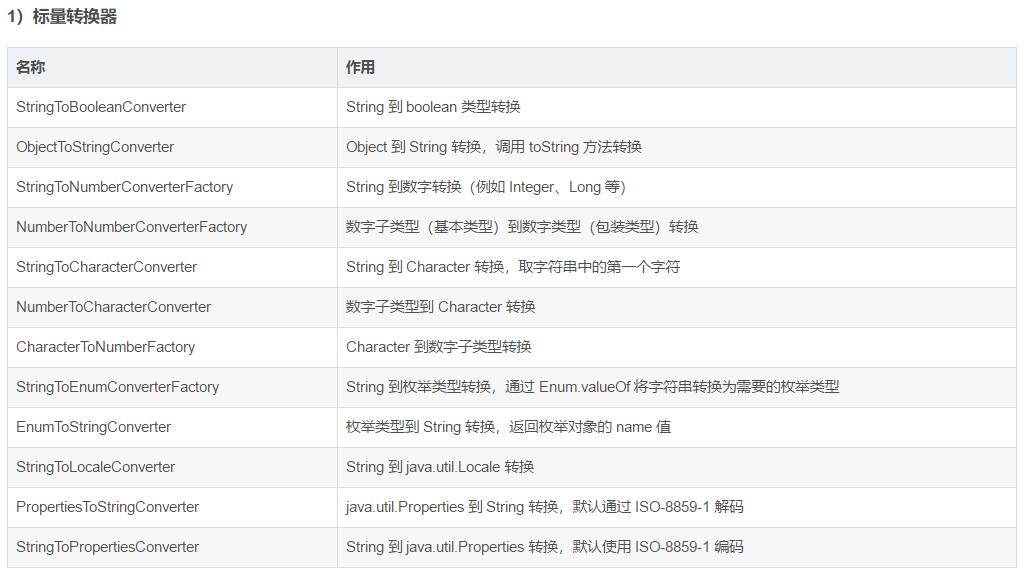 1）标量转换器
名称 作用
StringToBooleanConverter String 到 boolean 类型转换
ObjectToStringConverter Object 到 String 转换，调用 toString 方法转换
StringToNumberConverterFactory String 到数字转换（例如 Integer、Long 等）
NumberToNumberConverterFactory 数字子类型（基本类型）到数字类型（包装类型）转换
StringToCharacterConverter String 到 Character 转换，取字符串中的第一个字符
NumberToCharacterConverter 数字子类型到 Character 转换
CharacterToNumberFactory Character 到数字子类型转换
StringToEnumConverterFactory String 到枚举类型转换，通过 Enum.valueOf 将字符串转换为需要的枚举类型
EnumToStringConverter 枚举类型到 String 转换，返回枚举对象的 name 值
StringToLocaleConverter String 到 java.util.Locale 转换
PropertiesToStringConverter java.util.Properties 到 String 转换，默认通过 ISO-8859-1 解码
StringToPropertiesConverter String 到 java.util.Properties 转换，默认使用 ISO-8859-1 编码